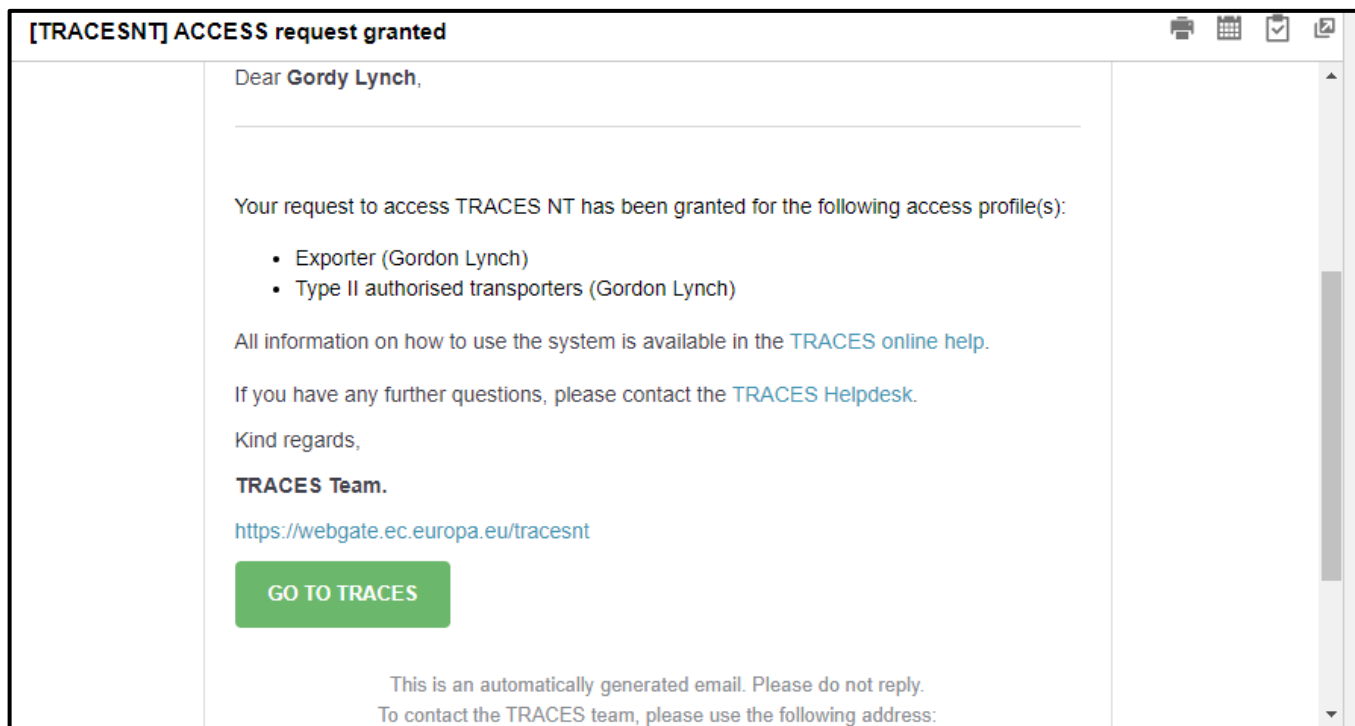 [TRACESNT] ACCESS request granted
Dear Gordy Lynch,
Your request to access TRACES NT has been granted for the following access profile(s):
• Exporter (Gordon Lynch)
• Type II authorised transporters (Gordon Lynch)
All information on how to use the system is available in the TRACES online help.
If you have any further questions, please contact the TRACES Helpdesk.
Kind regards,
TRACES Team.
https://webgate.ec.europa.eu/tracesnt
GO TO TRACES
This is an automatically generated email. Please do not reply.
To contact the TRACES team, please use the following address: